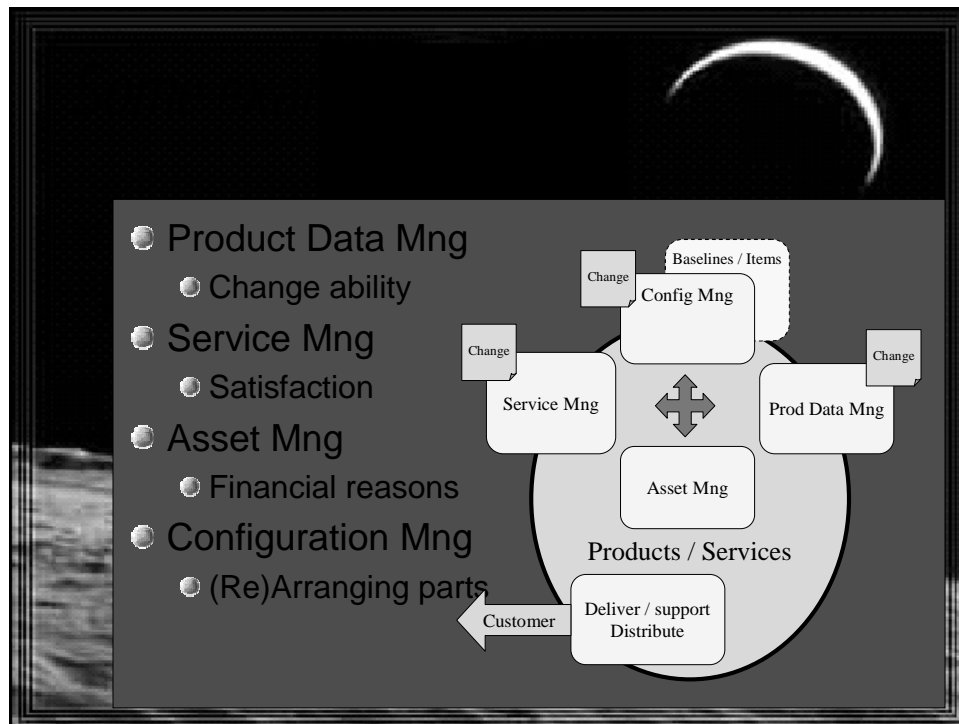 Product Data Mng
Change ability
Service Mng
Satisfaction
Asset Mng
Financial reasons
Configuration Mng
(Re)Arranging parts
Baselines / Items
Change
Config Mng
Change
Service Mng
Change
Prod Data Mng
Asset Mng
Products / Services
Customer
Deliver / support
Distribute